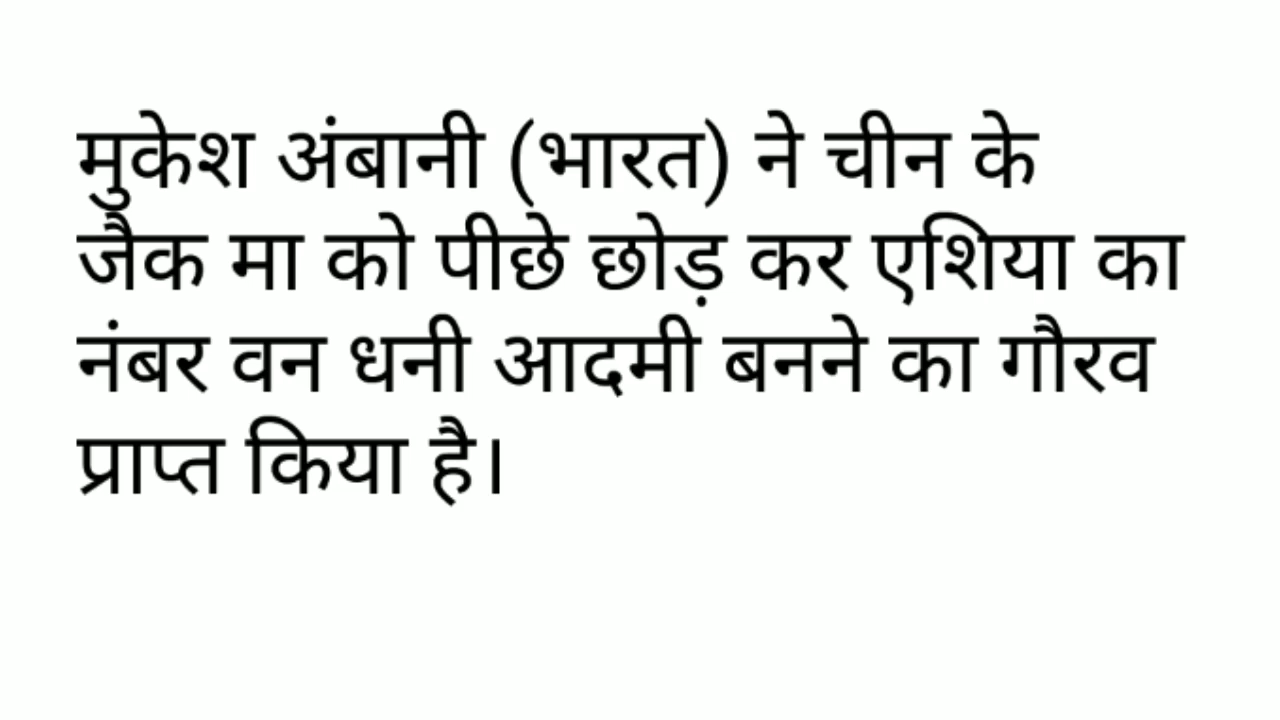 मुकेश अंबानी (भारत) ने चीन के
जैक मा को पीछे छोड़ कर एशिया का
नंबर वन धनी आदमी बनने का गौरव
प्राप्त किया है।